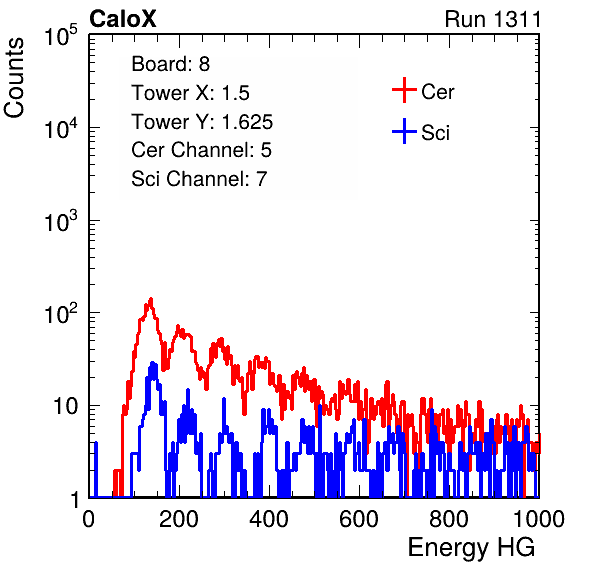 CaloX Run 1311
Counts
10^5
10^4
10^3
10^2
10
1
Board: 8
Tower X: 1.5
Tower Y: 1.625
Cer Channel: 5
Sci Channel: 7
Cer
Sci
0 200 400 600 800 1000
Energy HG